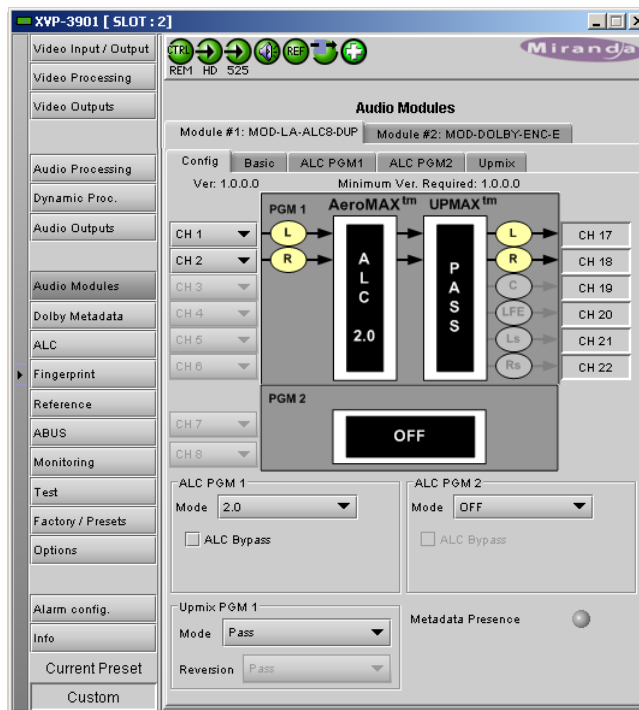 XVP-3901 [ SLOT : 2]
Video Input / Output
Video Processing
Video Outputs
Audio Processing
Dynamic Proc.
Audio Outputs
Audio Modules
Dolby Metadata
ALC
Fingerprint
Reference
ABUS
Monitoring
Test
Factory / Presets
Options
Alarm config.
Info
Current Preset
Custom
CTRL REF
REM HD 525
Miranda
Audio Modules
Module #1: MOD-LA-ALC8-DUP Module #2: MOD-DOLBY-ENC-E
Config Basic ALC PGM1 ALC PGM2 Upmix
Ver: 1.0.0.0 Minimum Ver. Required: 1.0.0.0
PGM 1 AeroMAX tm UPMAX tm
CH 1 L L CH 17
CH 2 R R CH 18
CH 3 C CH 19
CH 4 LFE CH 20
CH 5 Ls CH 21
CH 6 Rs CH 22
ALC 2.0
PASS
PGM 2
CH 7
CH 8
OFF
ALC PGM 1
Mode 2.0
ALC Bypass
ALC PGM 2
Mode OFF
ALC Bypass
Upmix PGM 1
Mode Pass
Reversion Pass
Metadata Presence